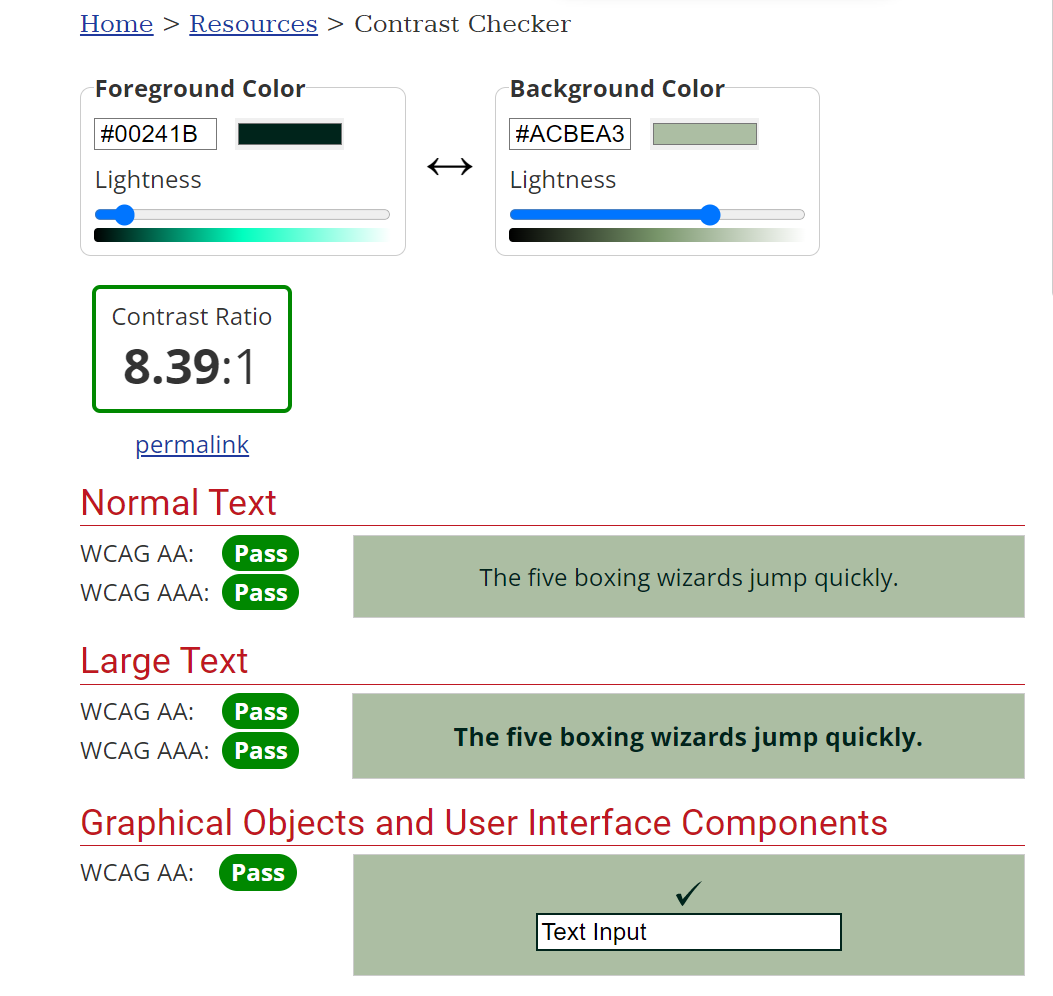 Home > Resources > Contrast Checker
Foreground Color
#00241B
Lightness
Background Color
#ACBEA3
Lightness
Contrast Ratio
8.39:1
permalink
Normal Text
WCAG AA: Pass
WCAG AAA: Pass
The five boxing wizards jump quickly.
Large Text
WCAG AA: Pass
WCAG AAA: Pass
The five boxing wizards jump quickly.
Graphical Objects and User Interface Components
WCAG AA: Pass
✓
Text Input